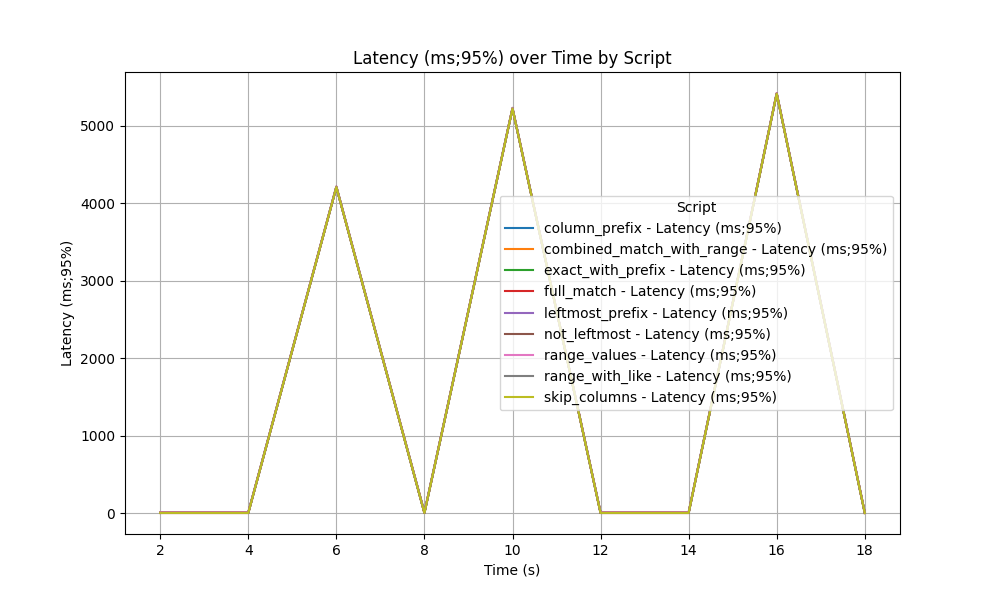 Latency (ms;95%) over Time by Script
Latency (ms;95%)
5000
4000
3000
2000
1000
0
Script
column_prefix - Latency (ms;95%)
combined_match_with_range - Latency (ms;95%)
exact_with_prefix - Latency (ms;95%)
full_match - Latency (ms;95%)
leftmost_prefix - Latency (ms;95%)
not_leftmost - Latency (ms;95%)
range_values - Latency (ms;95%)
range_with_like - Latency (ms;95%)
skip_columns - Latency (ms;95%)
2 4 6 8 10 12 14 16 18
Time (s)